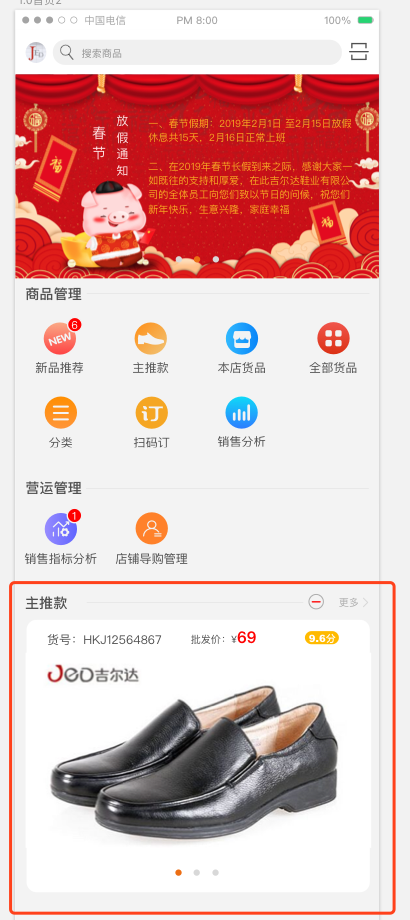 1.0首页2
中国电信
PM 8:00
100%
JED
搜索商品
春节
放假通知
一、春节假期：2019年2月1日 至2月15日放假
休息共15天，2月16日正常上班
二、在2019年春节长假到来之际，感谢大家一
如既往的支持和厚爱，在此吉尔达鞋业有限公
司的全体员工向您们致以节日的问候，祝您们
新年快乐，生意兴隆，家庭幸福
福
福
商品管理
NEW
6
新品推荐
主推款
本店货品
全部货品
分类
订
扫码订
销售分析
营运管理
1
销售指标分析
店铺导购管理
主推款
更多
货号：HKJ12564867
批发价：¥69
9.6分
JeD吉尔达